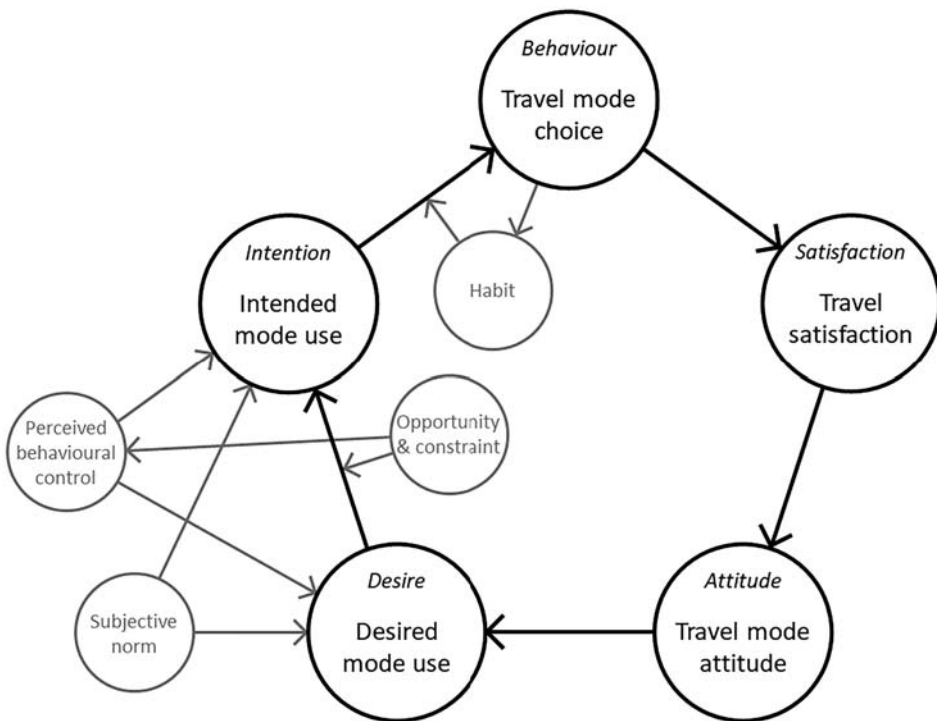 Behaviour
Travel mode
choice
Intention
Intended
mode use
Habit
Satisfaction
Travel
satisfaction
Perceived
behavioural
control
Opportunity
& constraint
Subjective
norm
Desire
Desired
mode use
Attitude
Travel mode
attitude